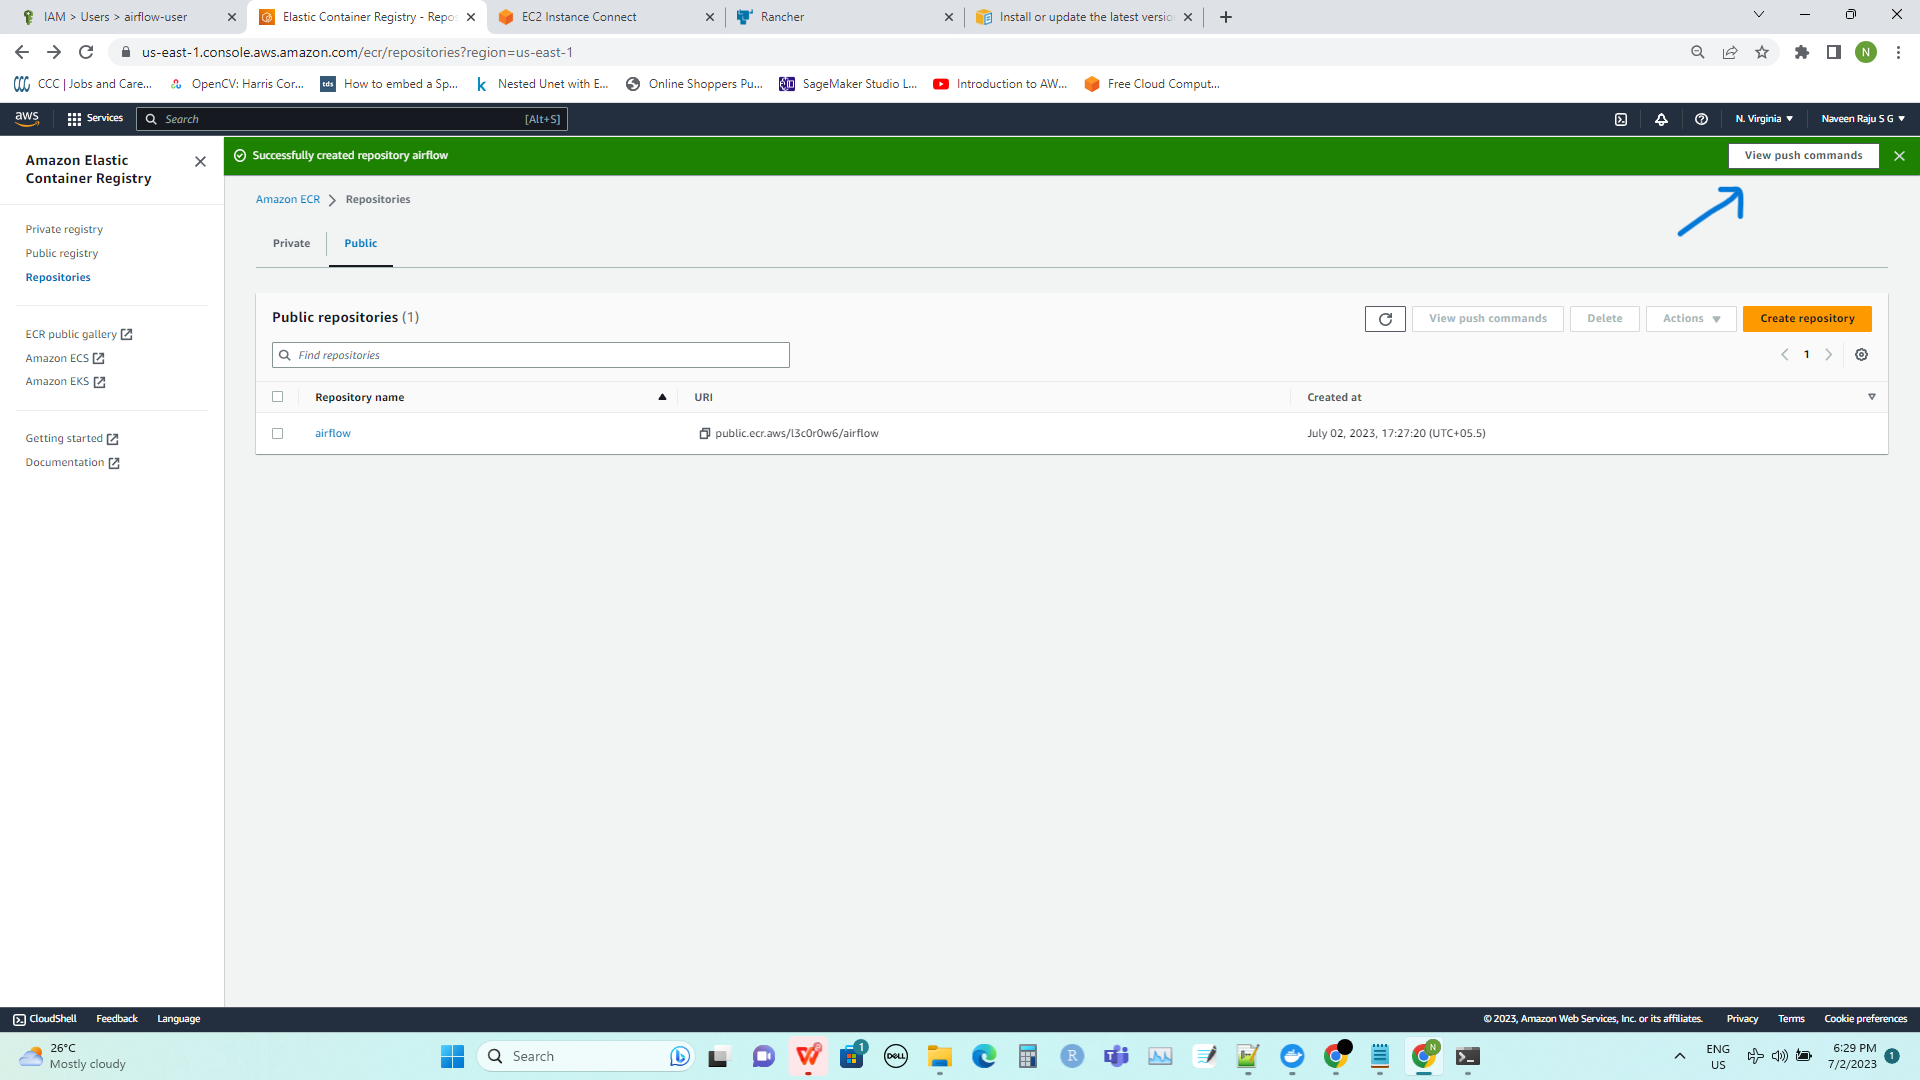 IAM > Users > airflow-user
Elastic Container Registry - Repos
EC2 Instance Connect
Rancher
Install or update the latest versio
us-east-1.console.aws.amazon.com/ecr/repositories?region=us-east-1
N
CCC | Jobs and Care...
OpenCV: Harris Cor...
tds
How to embed a Sp...
k
Nested Unet with E...
Online Shoppers Pu...
SageMaker Studio L...
Introduction to AW...
Free Cloud Comput...
aws
Services
Search
[Alt+S]
N. Virginia
Naveen Raju S G
Amazon Elastic
Container Registry
Private registry
Public registry
Repositories
ECR public gallery
Amazon ECS
Amazon EKS
Getting started
Documentation
Successfully created repository airflow
View push commands
Amazon ECR
Repositories
Private
Public
Public repositories (1)
View push commands
Delete
Actions
Create repository
Find repositories
1
Repository name
URI
Created at
airflow
public.ecr.aws/l3c0r0w6/airflow
July 02, 2023, 17:27:20 (UTC+05.5)
CloudShell
Feedback
Language
© 2023, Amazon Web Services, Inc. or its affiliates.
Privacy
Terms
Cookie preferences
26°C
Mostly cloudy
Search
1
DELL
R
N
ENG
US
6:29 PM
7/2/2023
1